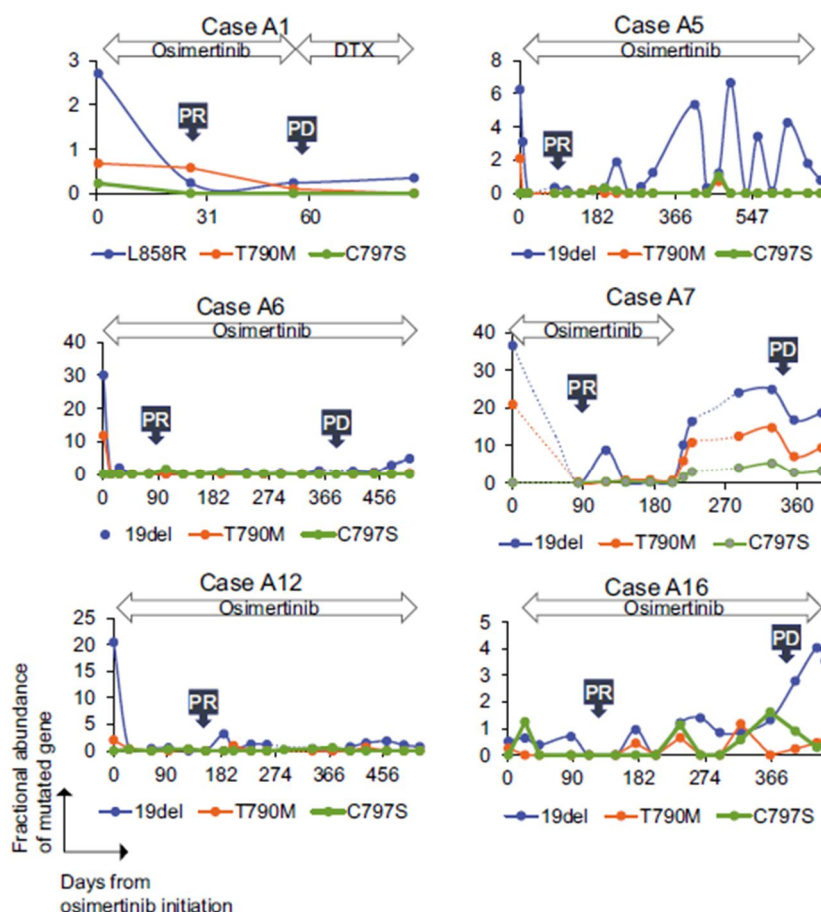 Case A1
Osimertinib DTX
3
2
1
0
PR
PD
0 31 60
L858R T790M C797S
Case A5
Osimertinib
8
6
4
2
0
PR
0 182 366 547
19del T790M C797S
Case A6
Osimertinib
40
30
20
10
0
PR
PD
0 90 182 274 366 456
19del T790M C797S
Case A7
Osimertinib
40
30
20
10
0
PR
PD
0 90 180 270 360
19del T790M C797S
Case A12
Osimertinib
25
20
15
10
5
0
PR
0 90 182 274 366 456
19del T790M C797S
Case A16
Osimertinib
5
4
3
2
1
0
PR
PD
0 90 182 274 366
19del T790M C797S
Fractional abundance
of mutated gene
Days from
osimertinib initiation